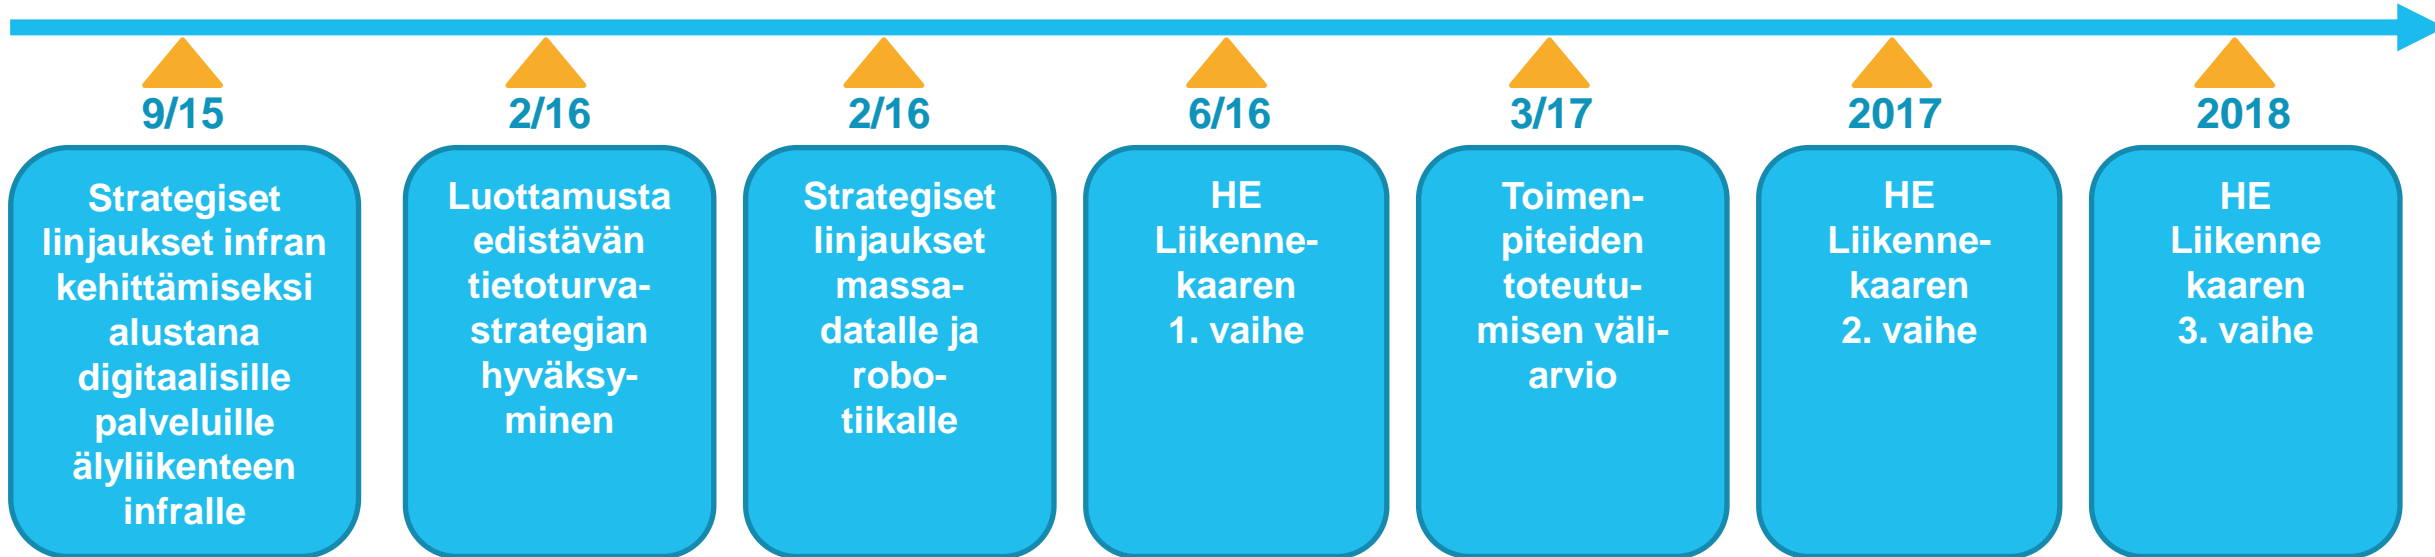 9/15
Strategiset
linjaukset infran
kehittämiseksi
alustana
digitaalisille
palveluille
älyliikenteen
infralle
2/16
Luottamusta
edistävän
tietoturva-
strategian
hyväksy-
minen
2/16
Strategiset
linjaukset
massa-
datalle ja
robo-
tiikalle
6/16
HE
Liikenne-
kaaren
1. vaihe
3/17
Toimen-
piteiden
toteutu-
misen väli-
arvio
2017
HE
Liikenne-
kaaren
2. vaihe
2018
HE
Liikenne
kaaren
3. vaihe